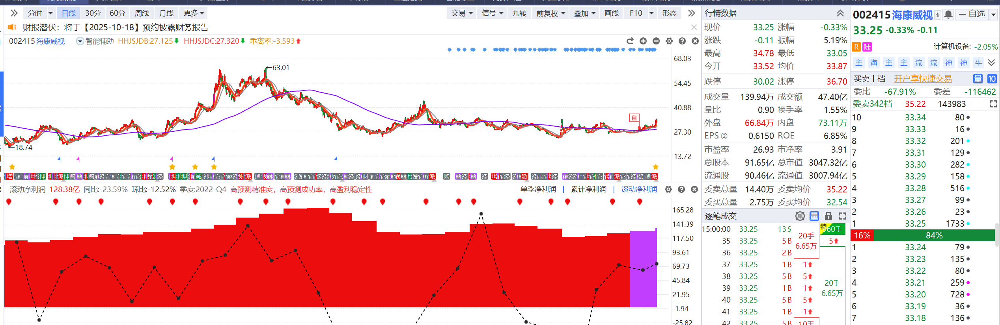 分时 日线 30分 60分 周线 月线 更多 交易 信号 九转 前复权 叠加 画线 F10 形态
财报潜伏：将于【2025-10-18】预约披露财务报告
002415 海康威视 智能辅助 HHJSJDB:27.125 HHJSJDC:27.320 乖离率:-3.593
68.03
63.01
54.45
40.88
自
27.30
18.74
13.72
滚动净利润 128.38亿 同比:-23.59% 环比:-12.52% 季度:2022-Q4 高预测精准度，高预测成功率，高盈利稳定性 单季净利润 累计净利润 滚动净利润
165.28
141.39
117.50
93.61
69.73
45.84
21.95
-1.94
-25.82
行情数据
现价 33.25 涨幅 -0.33%
涨跌 -0.11 振幅 5.19%
最高 34.78 最低 33.05
今开 33.52 均价 33.87
跌停 30.02 涨停 36.70
成交量 139.94万 成交额 47.40亿
量比 0.90 换手率 1.55%
外盘 66.84万 内盘 73.11万
EPS ② 0.6150 ROE 6.85%
市盈率 26.93 市净率 3.91
总股本 91.65亿 总市值 3047.32亿
流通股 90.46亿 流通值 3007.94亿
委卖总量 14.40万 委卖均价 35.22
委买总量 2.75万 委买均价 32.54
逐笔成交 单 量
15:00:00 33.25 13 S
35 33.25 5 B
36 33.25 2 B
37 33.25 1 B 1
38 33.25 5 B 5
39 33.25 1 B 1
40 33.25 5 B 5
41 33.25 1 B 1
42 33.25 5 B
20手
6.65万
10手
特 960手
5
20手
6.65万
002415 海康威视 自选
33.25 -0.33% -0.11
R 陆 计算机设备: -2.05%
主 海 主 主 流 流 神 神 牛
买卖十档 开户享快捷交易 量 10
委比 -67.91% 委差 -116462
委卖342档 35.22 143983
10 33.34 80
9 33.33 16
8 33.32 201
7 33.31 129
6 33.30 282
5 33.29 158
4 33.28 516
3 33.27 99
2 33.26 23
1 33.25 1733
16% 84%
1 33.24 79
2 33.23 135
3 33.22 80
4 33.21 259
5 33.20 728
6 33.19 36
7 33.18 136